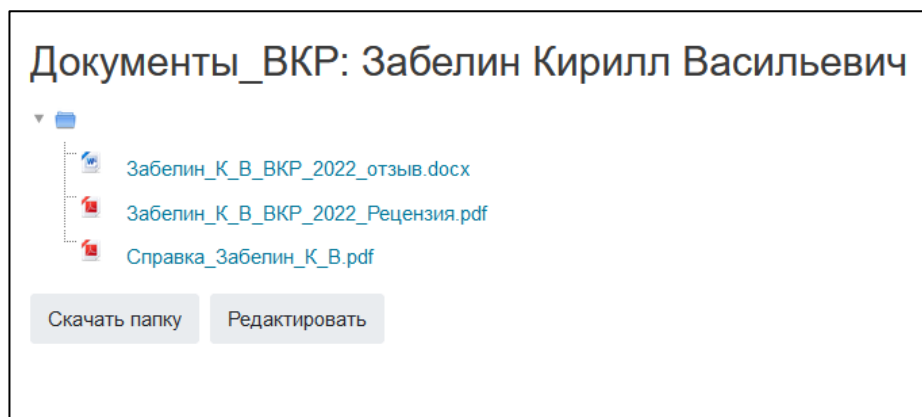 Документы_ВКР: Забелин Кирилл Васильевич
Забелин_К_В_ВКР_2022_отзыв.docx
Забелин_К_В_ВКР_2022_Рецензия.pdf
Справка_Забелин_К_В.pdf
Скачать папку Редактировать